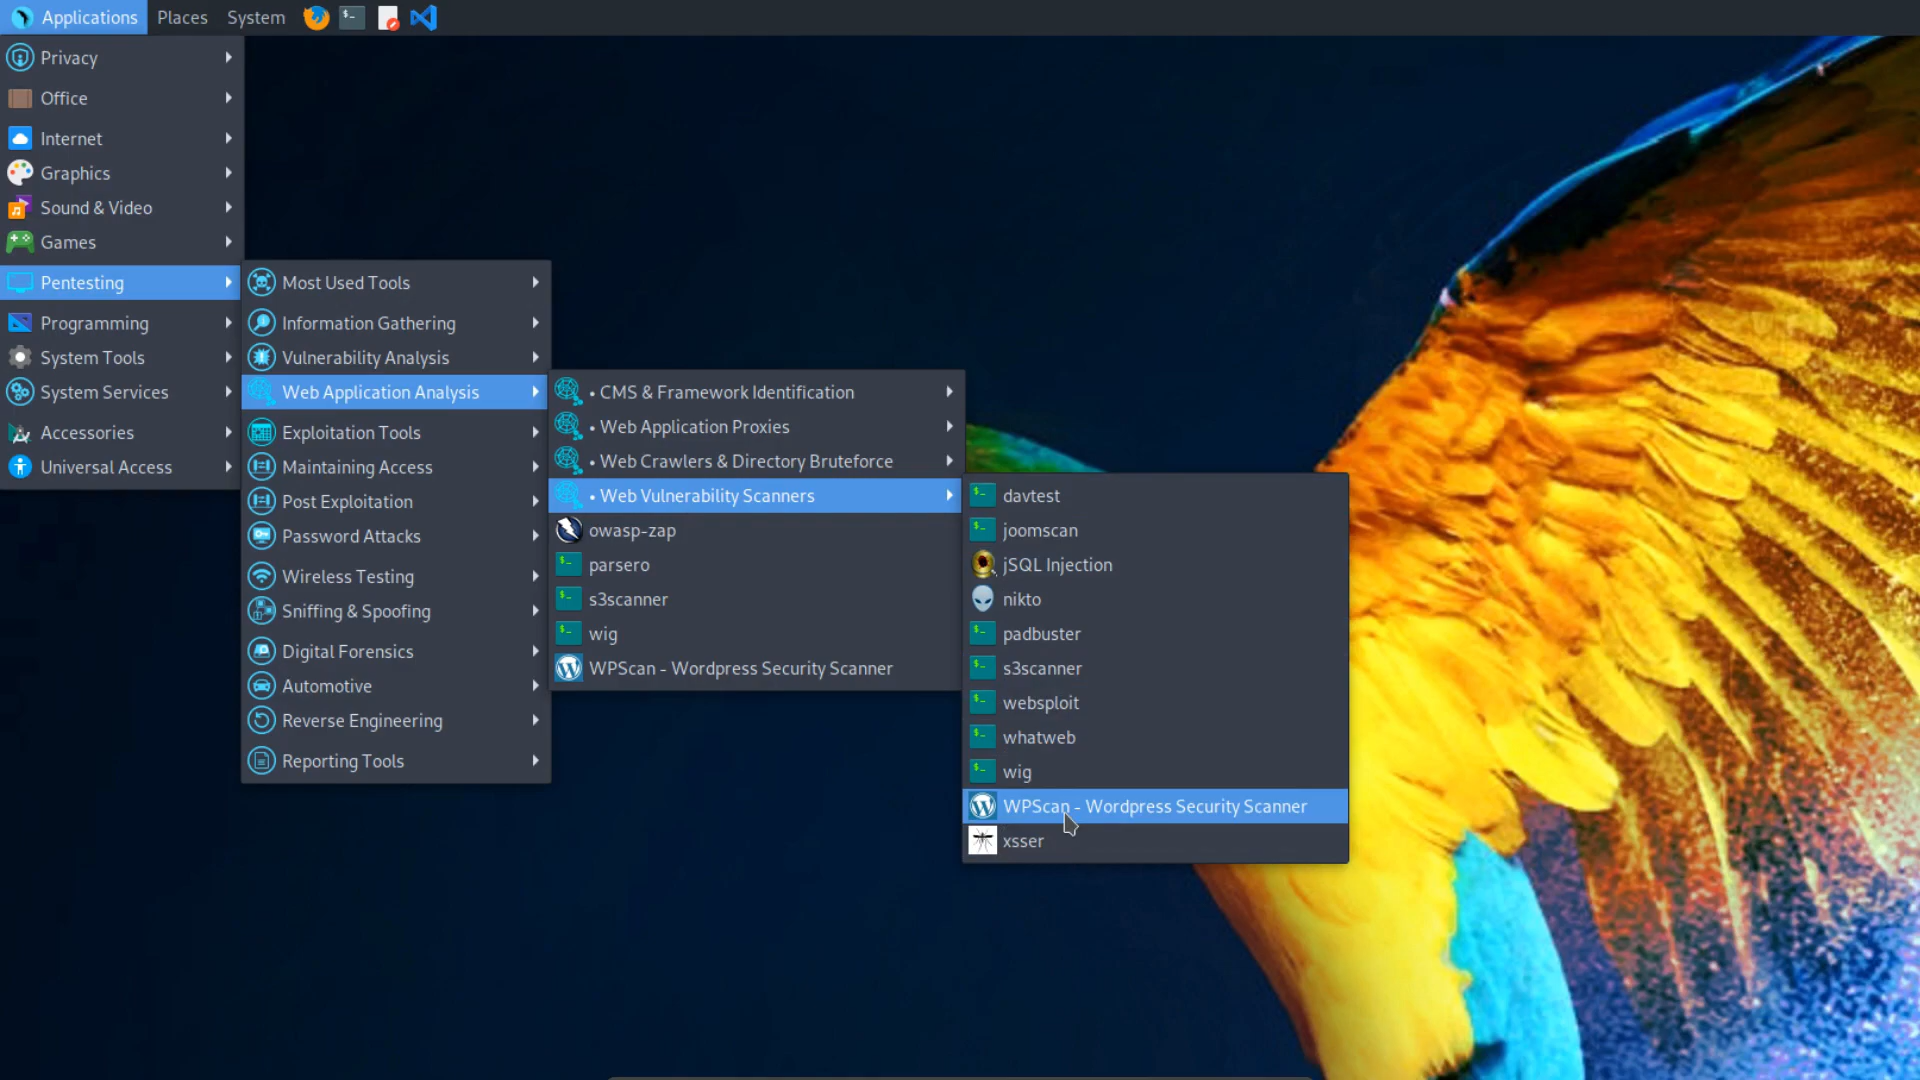 Applications Places System
Privacy
Office
Internet
Graphics
Sound & Video
Games
Pentesting
Programming
System Tools
System Services
Accessories
Universal Access
Most Used Tools
Information Gathering
Vulnerability Analysis
Web Application Analysis
Exploitation Tools
Maintaining Access
Post Exploitation
Password Attacks
Wireless Testing
Sniffing & Spoofing
Digital Forensics
Automotive
Reverse Engineering
Reporting Tools
• CMS & Framework Identification
• Web Application Proxies
• Web Crawlers & Directory Bruteforce
• Web Vulnerability Scanners
owasp-zap
parsero
s3scanner
wig
WPScan - Wordpress Security Scanner
davtest
joomscan
jSQL Injection
nikto
padbuster
s3scanner
websploit
whatweb
wig
WPScan - Wordpress Security Scanner
xsser